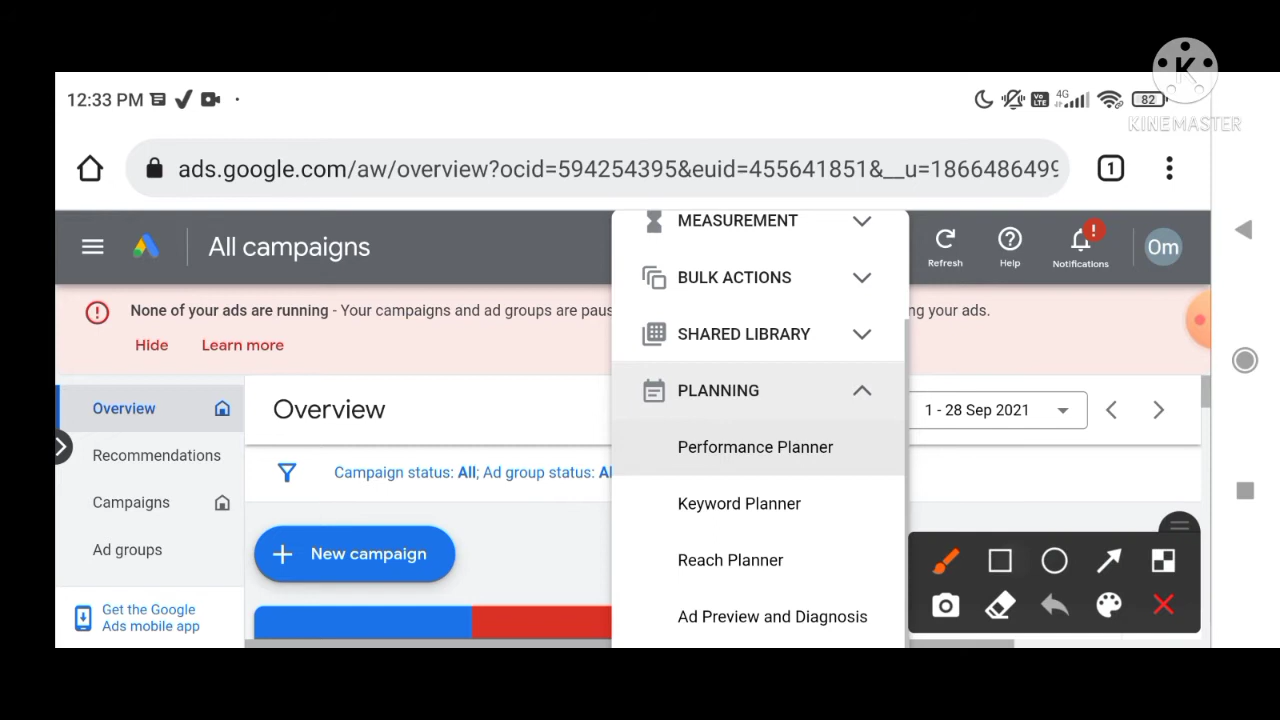 12:33 PM
Vo LTE
4G
82
K
KINEMASTER
ads.google.com/aw/overview?ocid=594254395&euid=455641851&__u=1866486499
1
All campaigns
MEASUREMENT
BULK ACTIONS
SHARED LIBRARY
PLANNING
Performance Planner
Keyword Planner
Reach Planner
Ad Preview and Diagnosis
Refresh
Help
Notifications
Om
None of your ads are running - Your campaigns and ad groups are paus
ng your ads.
Hide
Learn more
Overview
Recommendations
Campaigns
Ad groups
Get the Google
Ads mobile app
Overview
1 - 28 Sep 2021
Campaign status: All; Ad group status: Al
New campaign